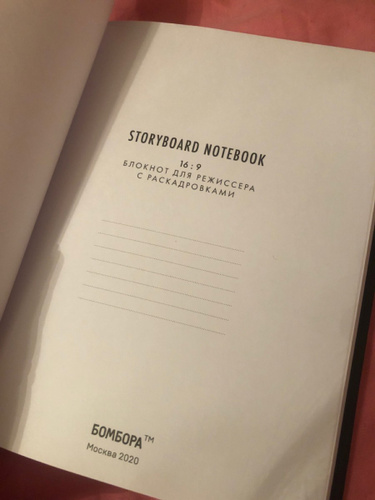 STORYBOARD NOTEBOOK
16:9
БЛОКНОТ ДЛЯ РЕЖИССЕРА
С РАСКАДРОВКАМИ
БОМБОРА™
Москва 2020